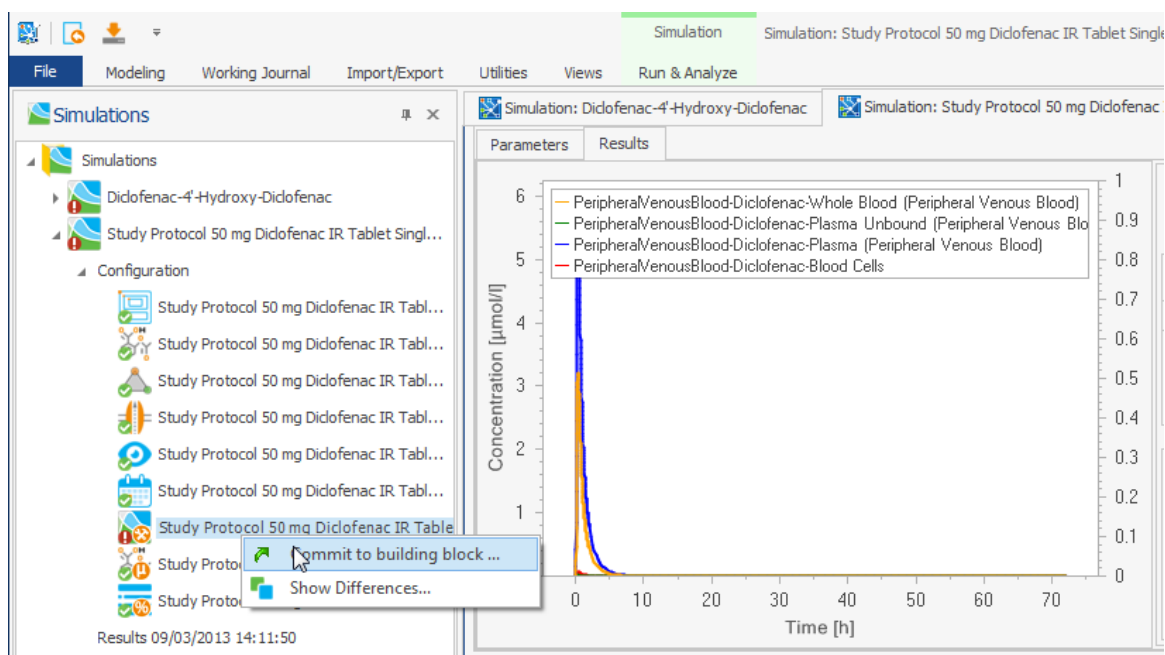 Simulation
Simulation: Study Protocol 50 mg Diclofenac IR Tablet Single
File Modeling Working Journal Import/Export Utilities Views Run & Analyze
Simulations
Simulations
Diclofenac-4'-Hydroxy-Diclofenac
Study Protocol 50 mg Diclofenac IR Tablet Singl...
Configuration
Study Protocol 50 mg Diclofenac IR Tabl...
Study Protocol 50 mg Diclofenac IR Tabl...
Study Protocol 50 mg Diclofenac IR Tabl...
Study Protocol 50 mg Diclofenac IR Tabl...
Study Protocol 50 mg Diclofenac IR Tabl...
Study Protocol 50 mg Diclofenac IR Tabl...
Study Protocol 50 mg Diclofenac IR Table
Study
Study
Commit to building block ...
Show Differences...
Results 09/03/2013 14:11:50
Simulation: Diclofenac-4'-Hydroxy-Diclofenac
Simulation: Study Protocol 50 mg Diclofenac
Parameters Results
PeripheralVenousBlood-Diclofenac-Whole Blood (Peripheral Venous Blood)
PeripheralVenousBlood-Diclofenac-Plasma Unbound (Peripheral Venous Blo
PeripheralVenousBlood-Diclofenac-Plasma (Peripheral Venous Blood)
PeripheralVenousBlood-Diclofenac-Blood Cells
Concentration [µmol/l]
6
5
4
3
2
1
1
0.9
0.8
0.7
0.6
0.5
0.4
0.3
0.2
0.1
0
0 10 20 30 40 50 60 70
Time [h]